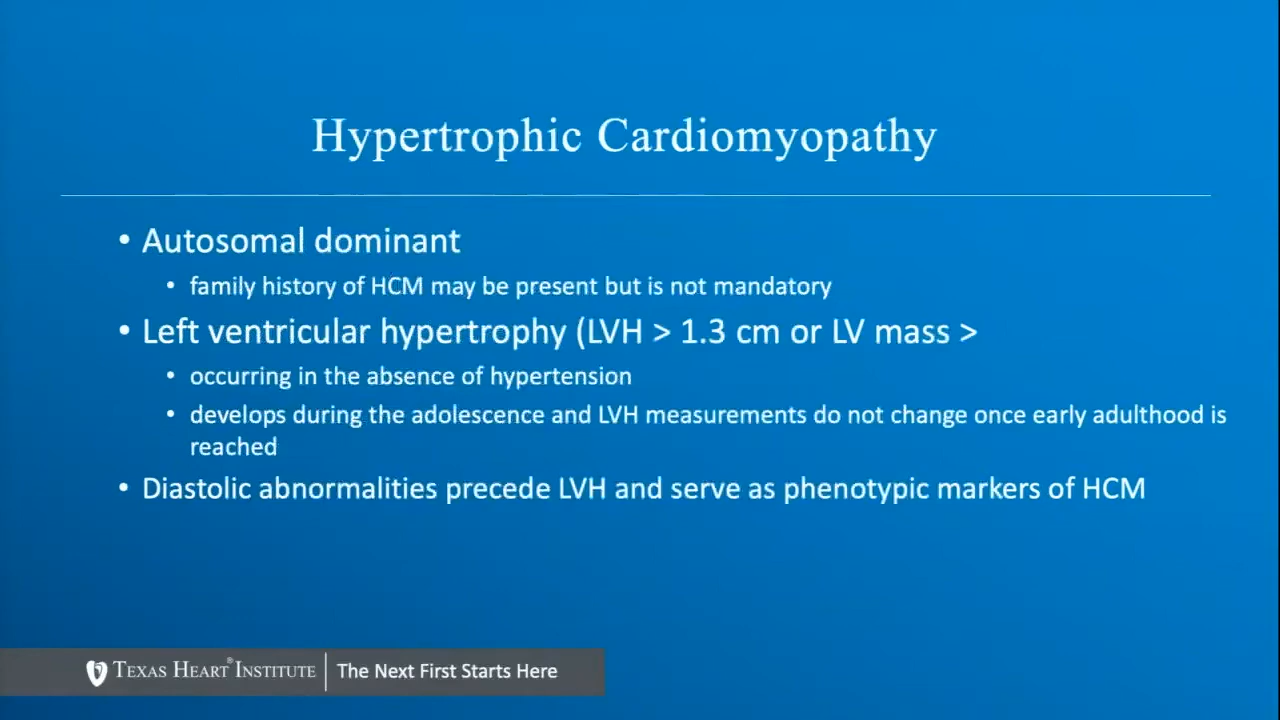 Hypertrophic Cardiomyopathy
• Autosomal dominant
• family history of HCM may be present but is not mandatory
• Left ventricular hypertrophy (LVH > 1.3 cm or LV mass >
• occurring in the absence of hypertension
• develops during the adolescence and LVH measurements do not change once early adulthood is
reached
• Diastolic abnormalities precede LVH and serve as phenotypic markers of HCM
TEXAS HEART® INSTITUTE | The Next First Starts Here